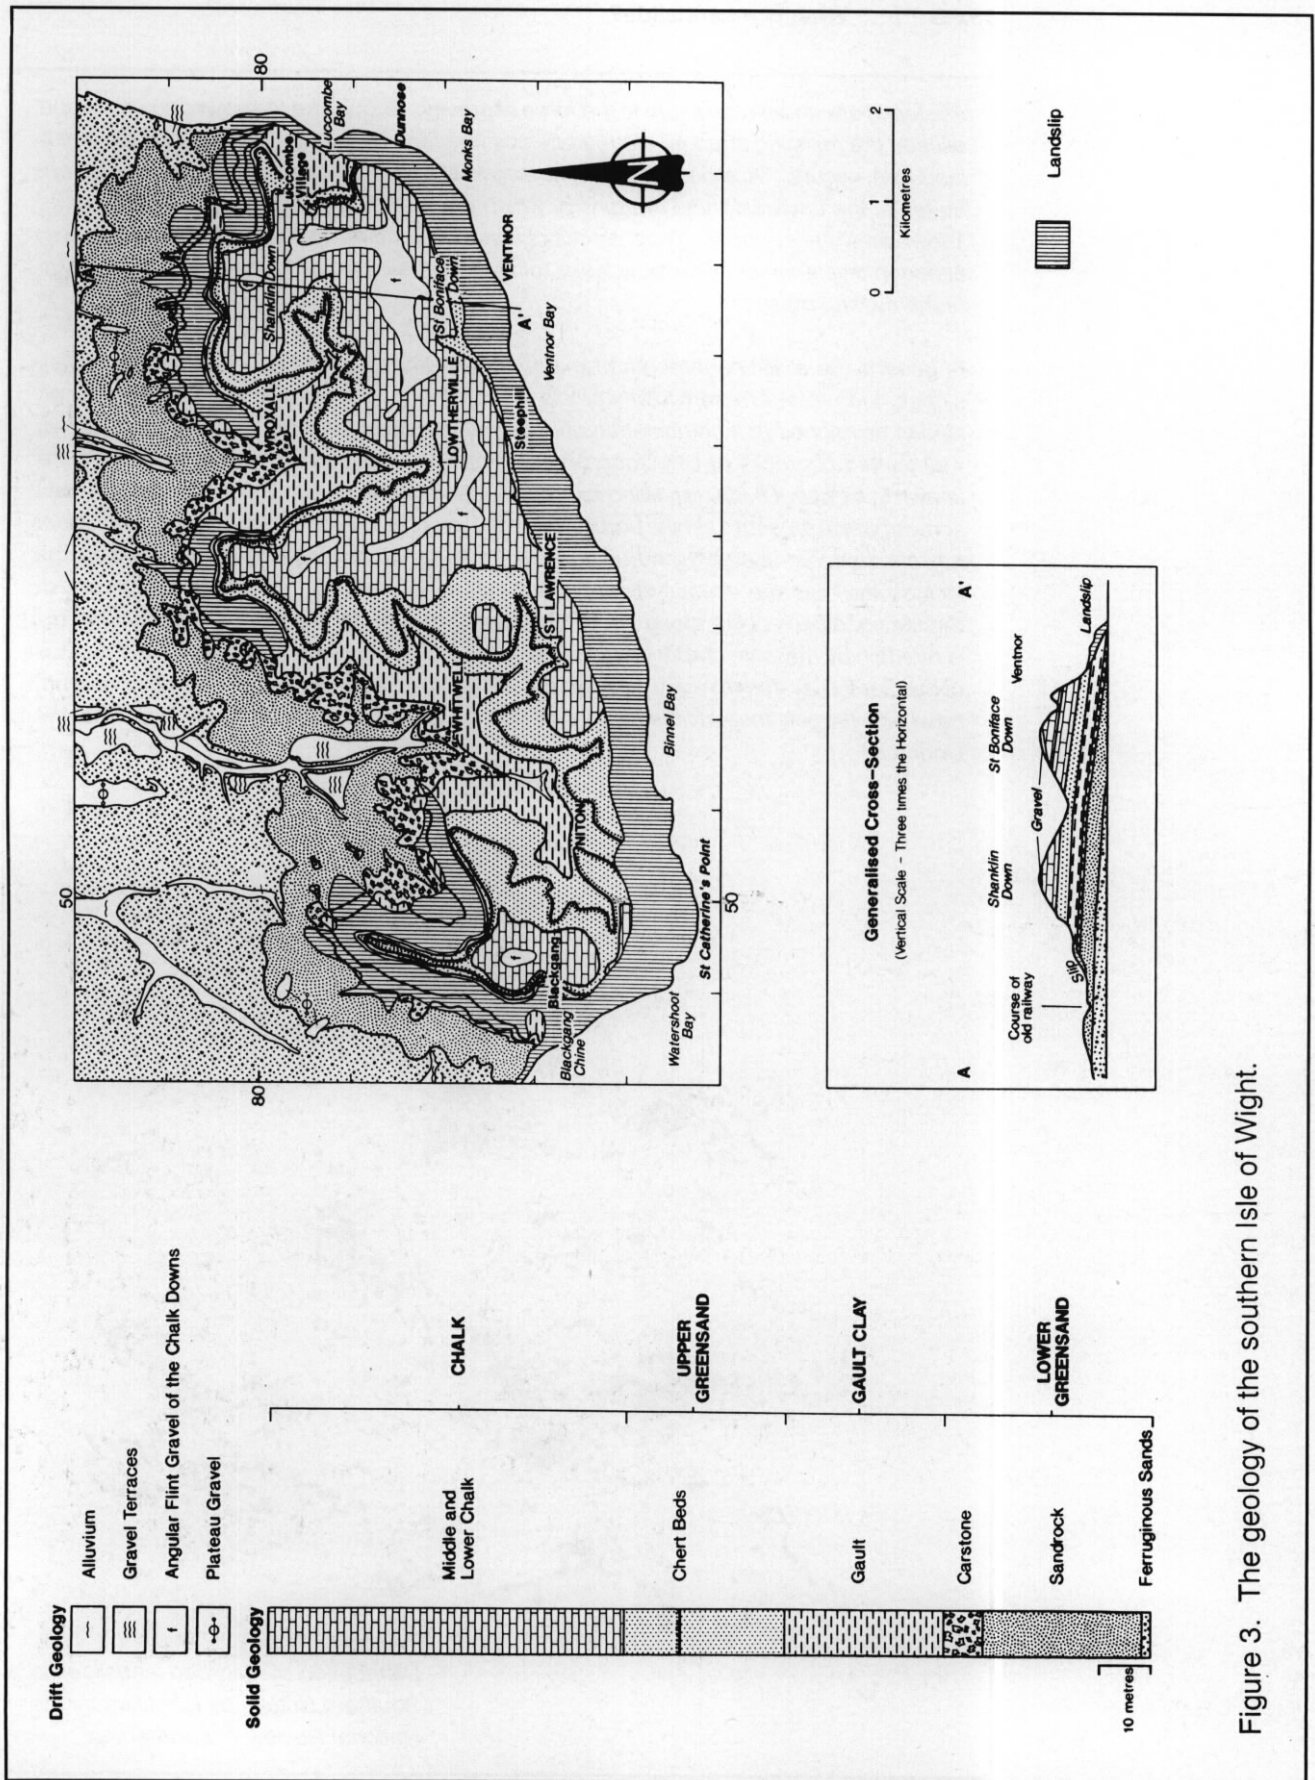 Drift Geology
Alluvium
Gravel Terraces
Angular Flint Gravel of the Chalk Downs
f
Plateau Gravel
Solid Geology
Middle and
Lower Chalk
CHALK
Chert Beds
UPPER
GREENSAND
Gault
GAULT CLAY
Carstone
Sandrock
LOWER
GREENSAND
Ferruginous Sands
10 metres
50
80
80
50
A
Shanklin Down
WROXALL
Luccombe
Village
Luccombe
Bay
Dunnose
Monks Bay
St Boniface
Down
VENTNOR
LOWTHERVILLE
A'
Ventnor Bay
Steephill
ST LAWRENCE
WHITWELL
Binnel Bay
NITON
St Catherine's Point
Blackgang
Blackgang
Chine
Watershoot
Bay
f
f
f
f
f
N
0 1 2
Kilometres
Landslip
Generalised Cross-Section
(Vertical Scale - Three times the Horizontal)
A
A'
Course of
old railway
Slip
Shanklin
Down
Gravel
St Boniface
Down
Ventnor
Landslip
Figure 3. The geology of the southern Isle of Wight.